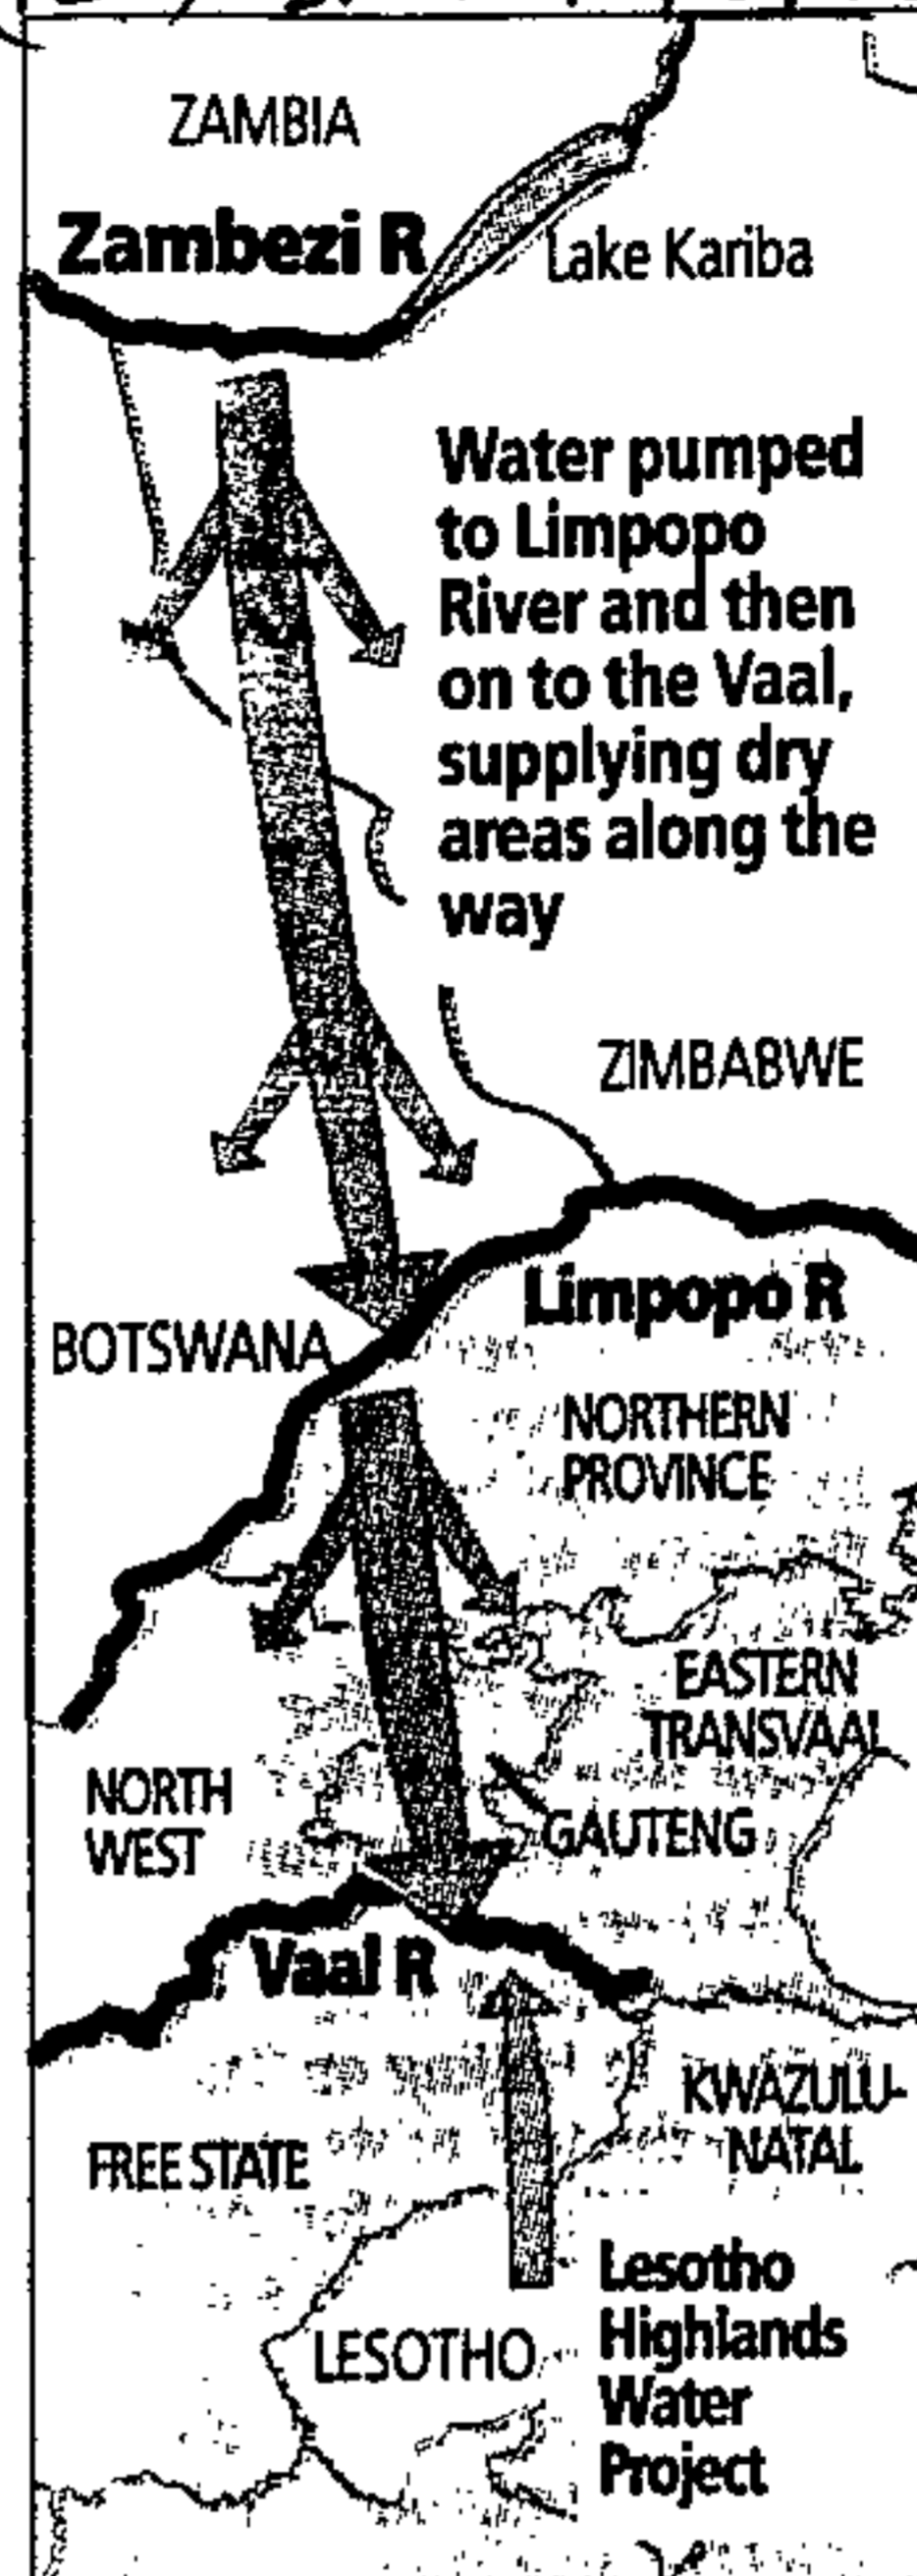 ZAMBIA
Zambezi R
Lake Kariba
Water pumped
to Limpopo
River and then
on to the Vaal,
supplying dry
areas along the
way
ZIMBABWE
Limpopo R
BOTSWANA
NORTHERN
PROVINCE
EASTERN
TRANSVAAL
NORTH
WEST
GAUTENG
Vaal R
KWAZULU-
NATAL
FREE STATE
Lesotho
Highlands
Water
Project
LESOTHO